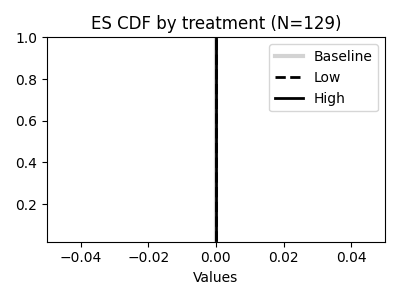 ES CDF by treatment (N=129)
1.0
0.8
0.6
0.4
0.2
Baseline
Low
High
−0.04 −0.02 0.00 0.02 0.04
Values